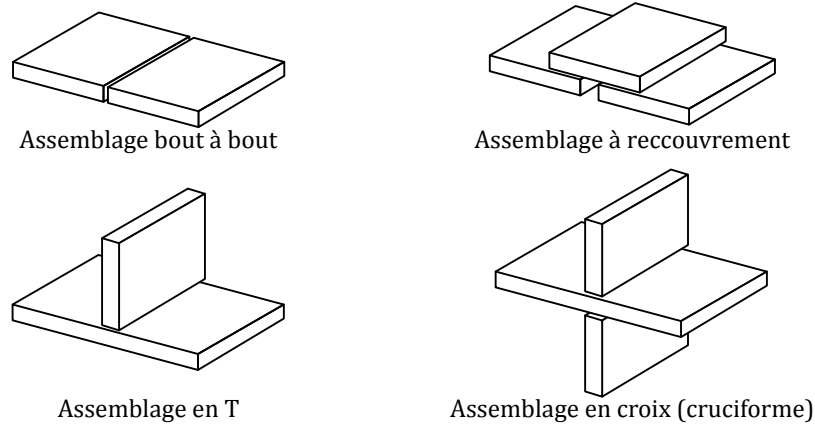 Assemblage bout à bout
Assemblage à reccouvrement
Assemblage en T
Assemblage en croix (cruciforme)